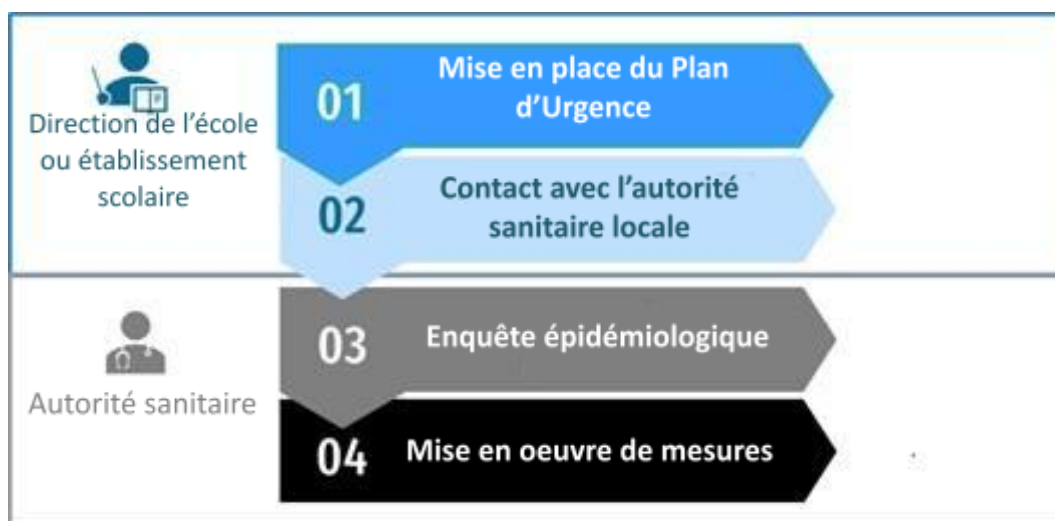 Direction de l'école
ou établissement
scolaire
01
Mise en place du Plan
d'Urgence
02
Contact avec l'autorité
sanitaire locale
Autorité sanitaire
03
Enquête épidémiologique
04
Mise en oeuvre de mesures